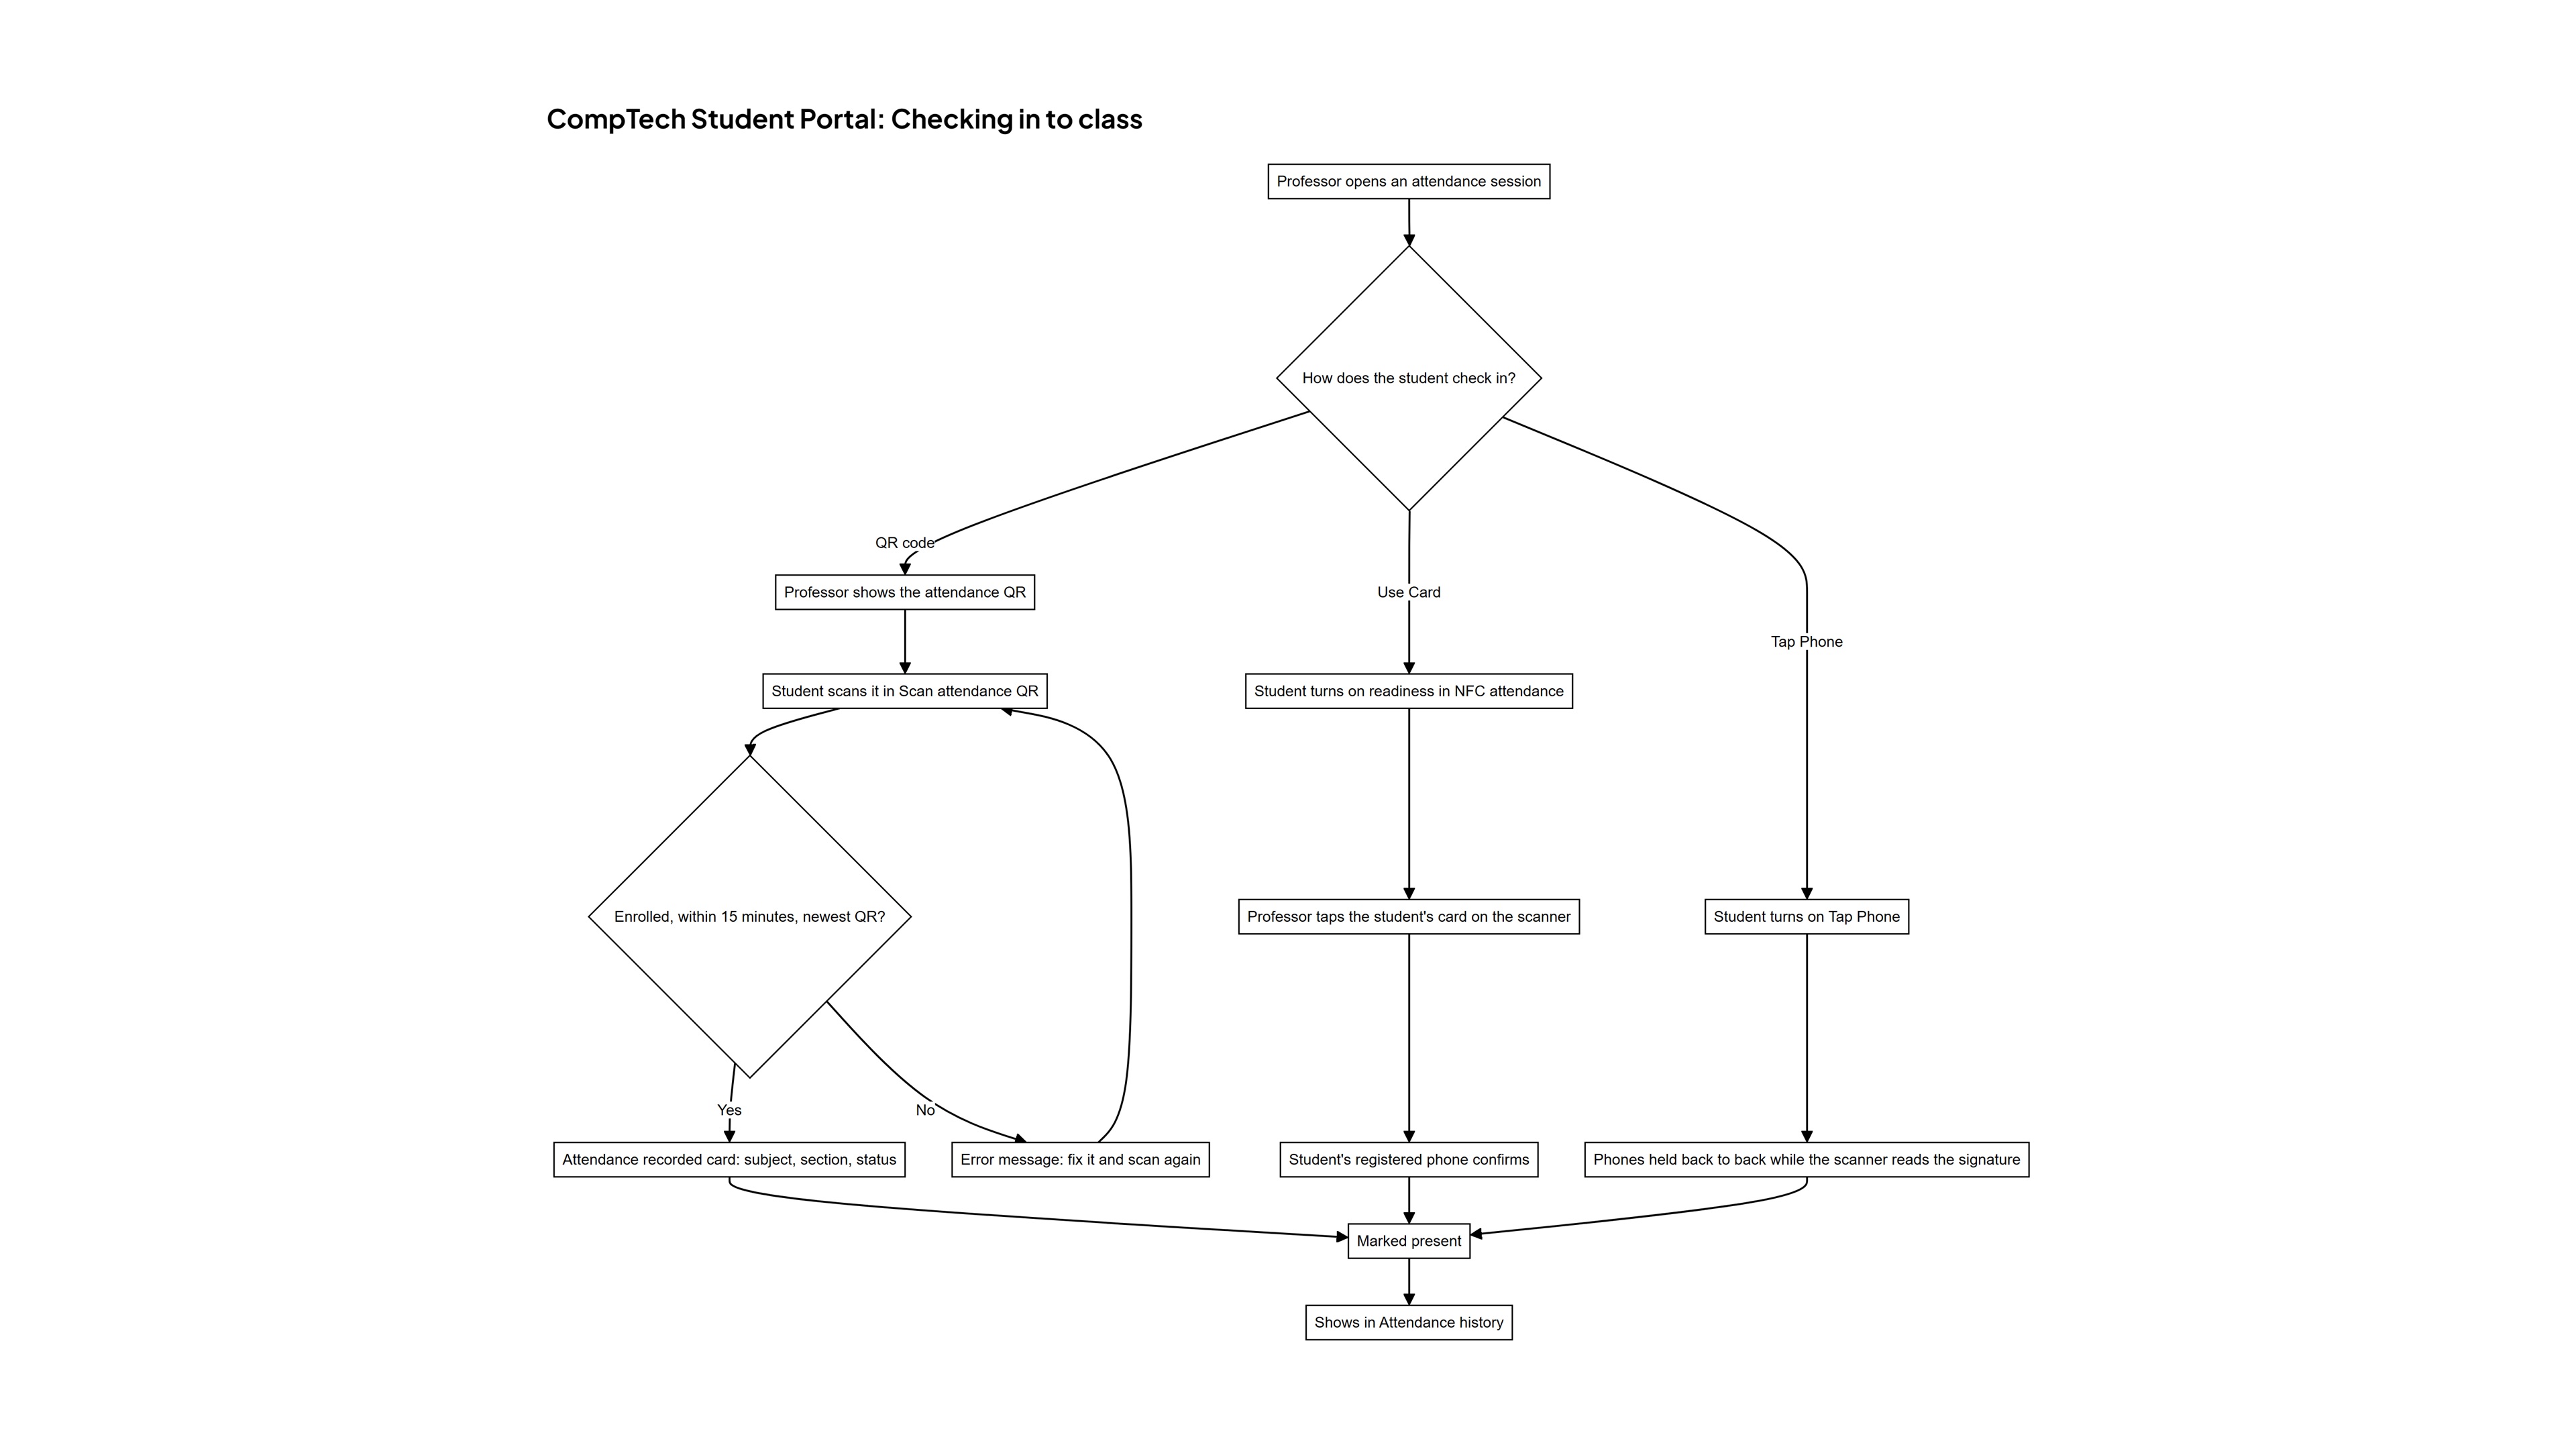 CompTech Student Portal: Checking in to class
Professor opens an attendance session
How does the student check in?
QR code
Professor shows the attendance QR
Use Card
Tap Phone
Student scans it in Scan attendance QR
Student turns on readiness in NFC attendance
Enrolled, within 15 minutes, newest QR?
Professor taps the student's card on the scanner
Student turns on Tap Phone
Yes
No
Attendance recorded card: subject, section, status
Error message: fix it and scan again
Student's registered phone confirms
Phones held back to back while the scanner reads the signature
Marked present
Shows in Attendance history